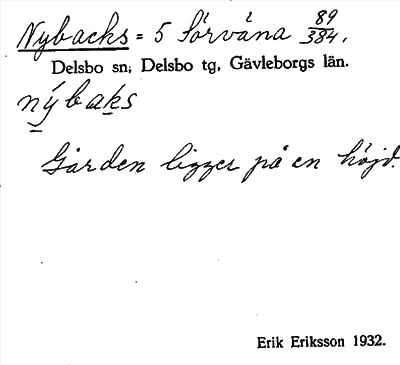 Nybacks = 5 Sörvåna 89/384.
Delsbo sn; Delsbo tg, Gävleborgs län.
nýbaks
Gården ligger på en höjd.
Erik Eriksson 1932.